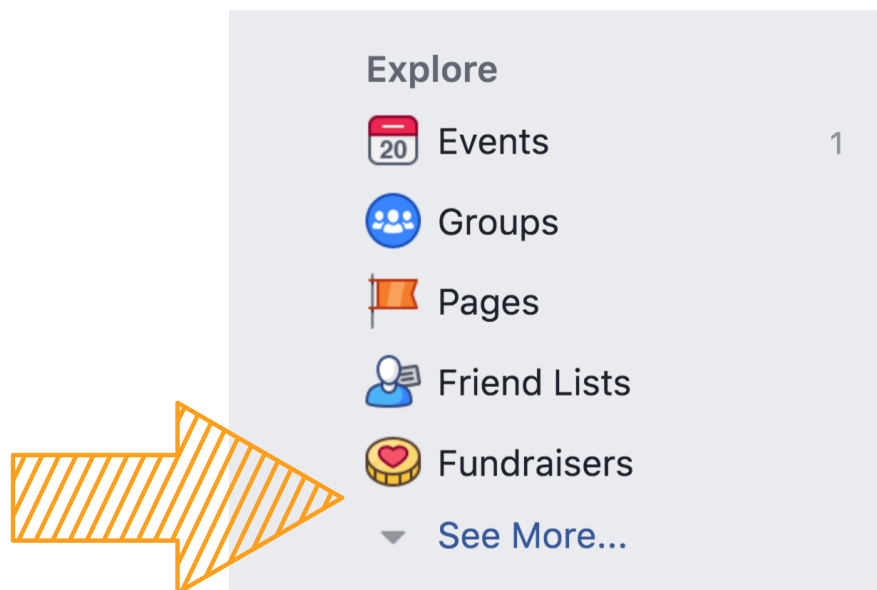 Explore
20 Events 1
Groups
Pages
Friend Lists
Fundraisers
See More...